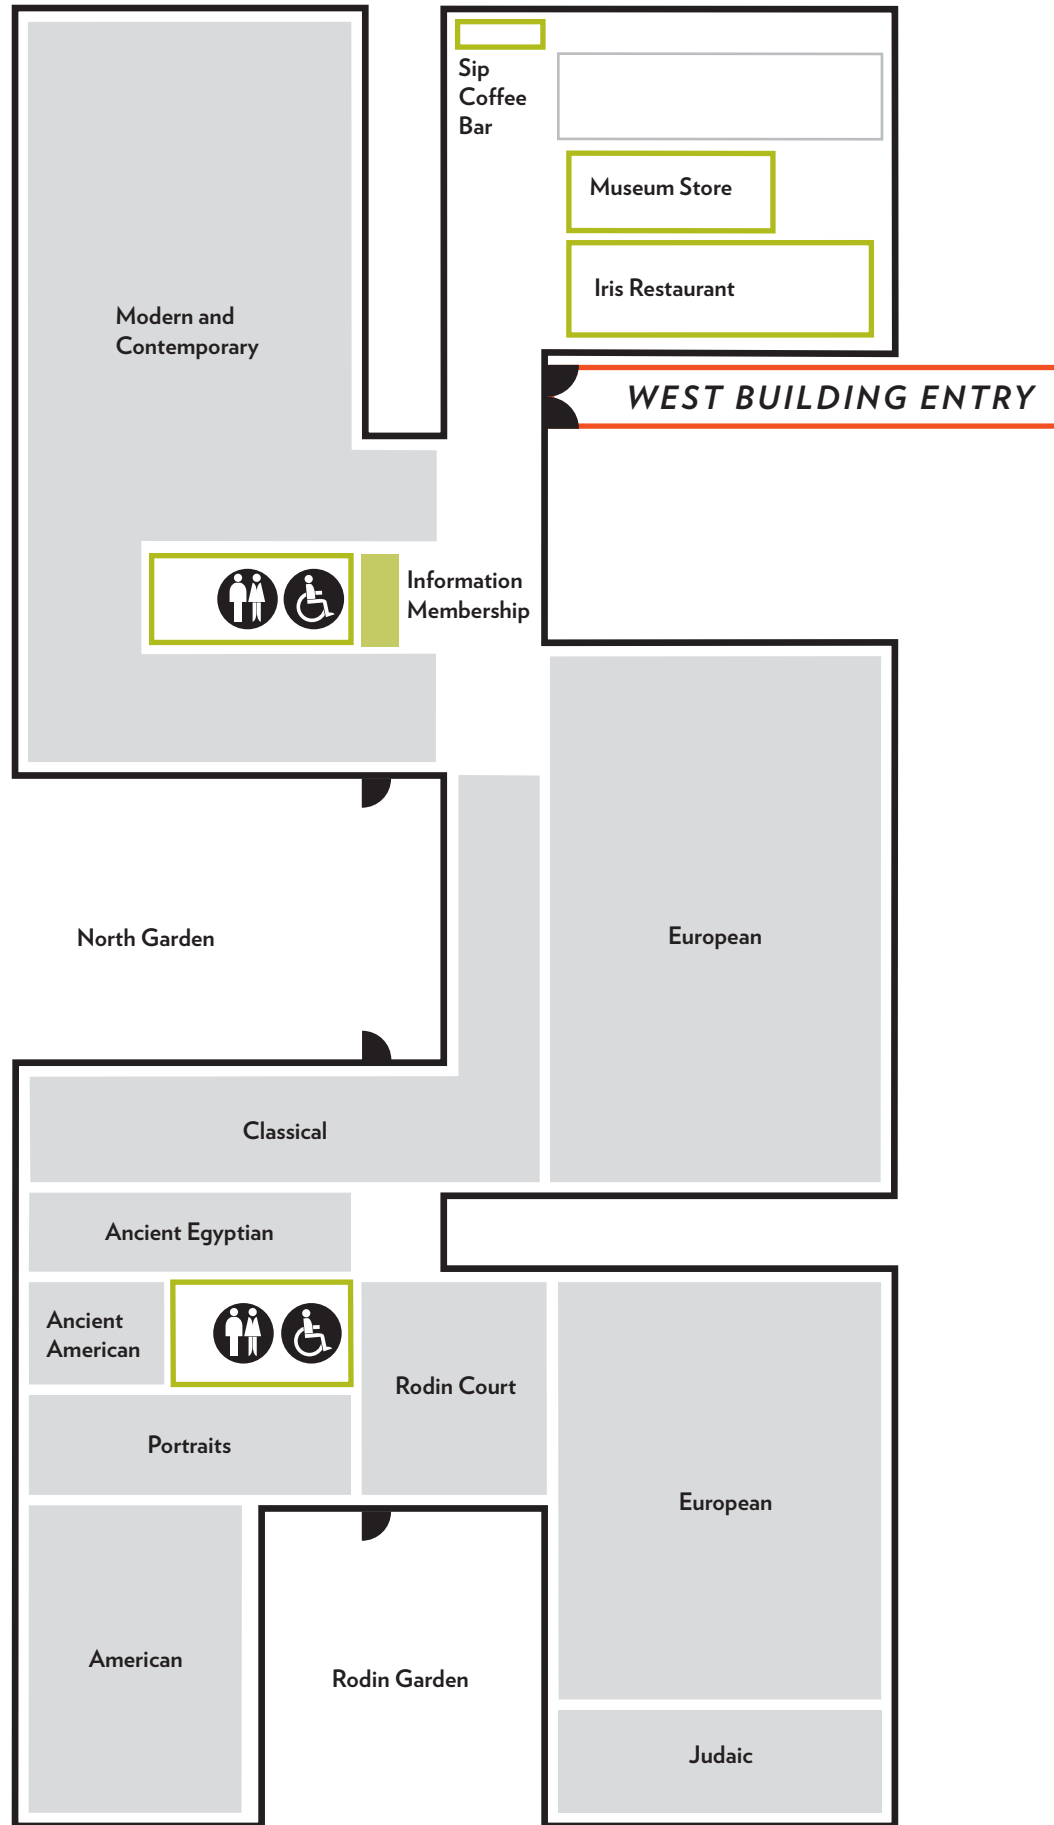 Sip
Coffee
Bar
Museum Store
Iris Restaurant
Modern and
Contemporary
WEST BUILDING ENTRY
Information
Membership
North Garden
European
Classical
Ancient Egyptian
Ancient
American
Rodin Court
Portraits
European
American
Rodin Garden
Judaic